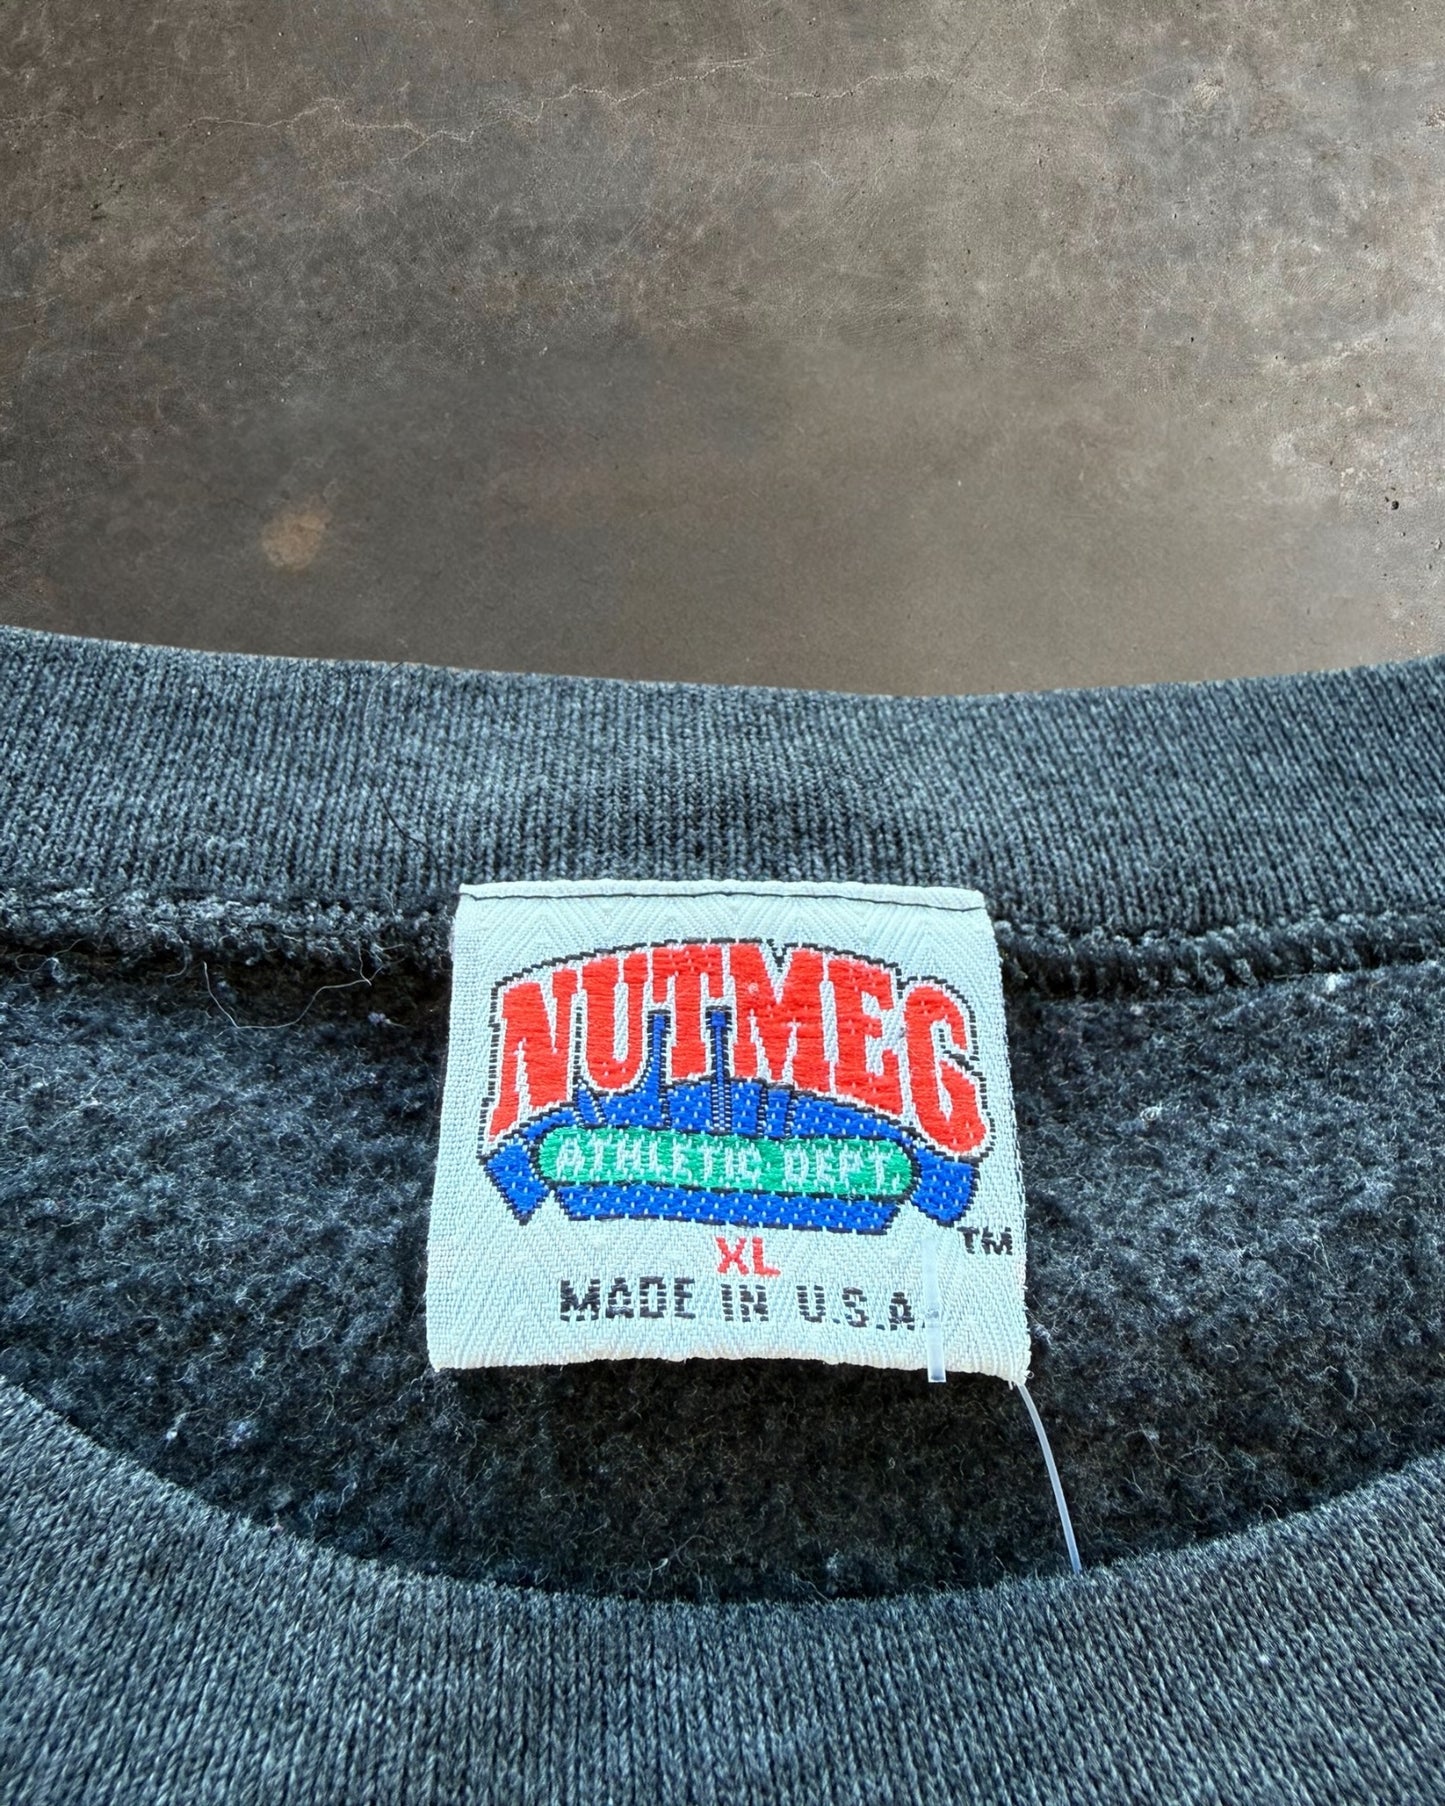 NUTMEG
ATHLETIC DEPT.
TM
XL
MADE IN U.S.A.